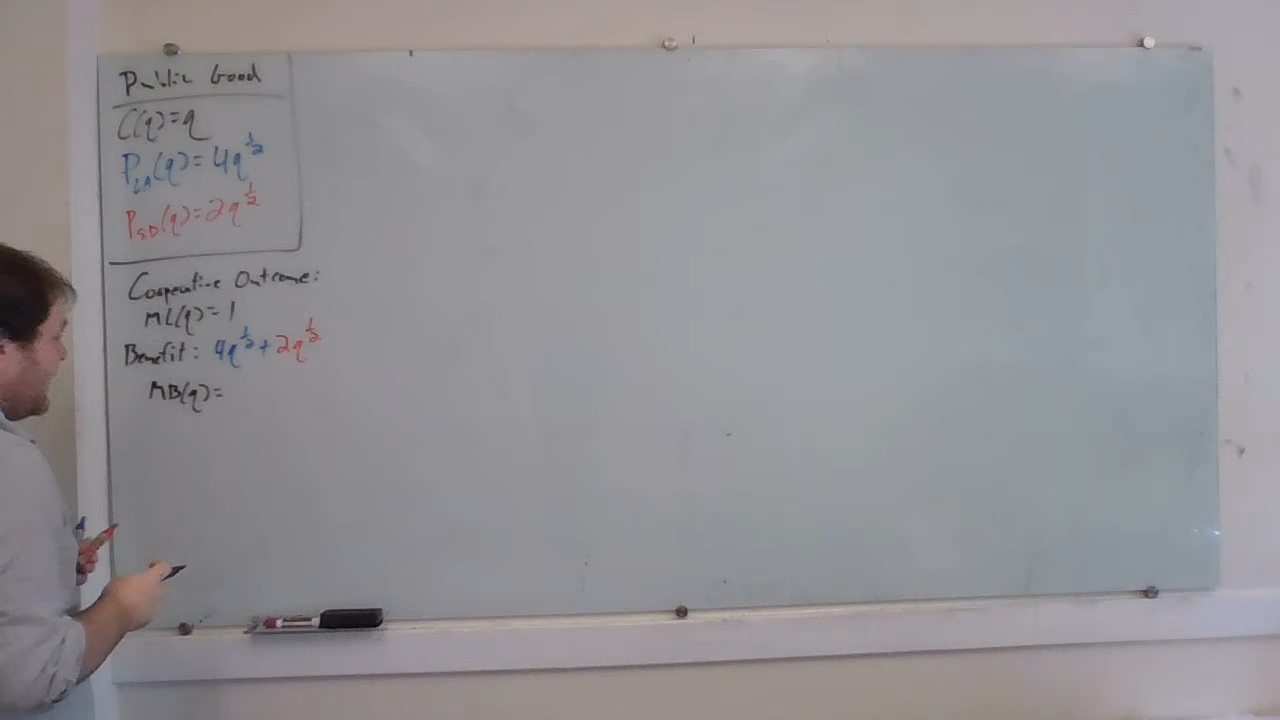 Public Good
C(q)=q
P_LA(q)=4q^½
P_SD(q)=2q^½
Cooperative Outcome:
MC(q)=1
Benefit: 4q^½+2q^½
MB(q)=